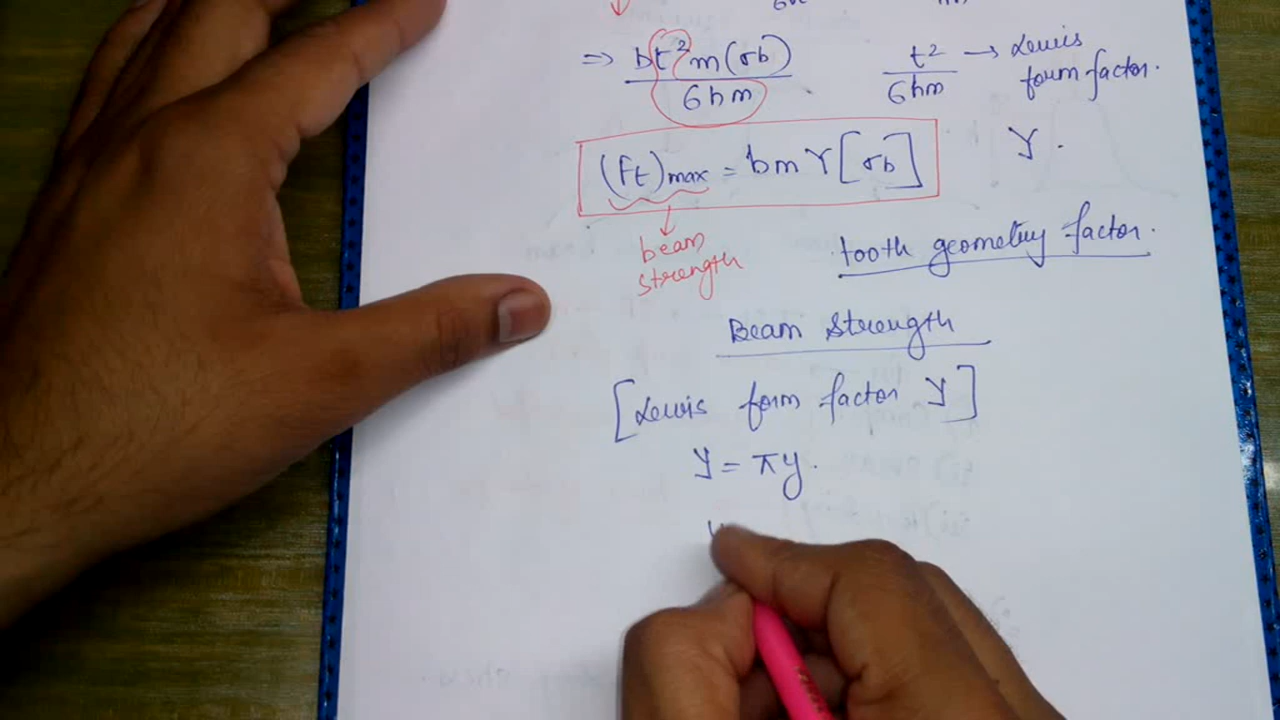 => bt²m(σb) / 6hm
t² / 6hm → Lewis form factor.
Y.
(Ft)max = bmY[σb]
↓
beam
strength
tooth geometry factor.
Beam Strength
[Lewis form factor Y]
Y = πy.